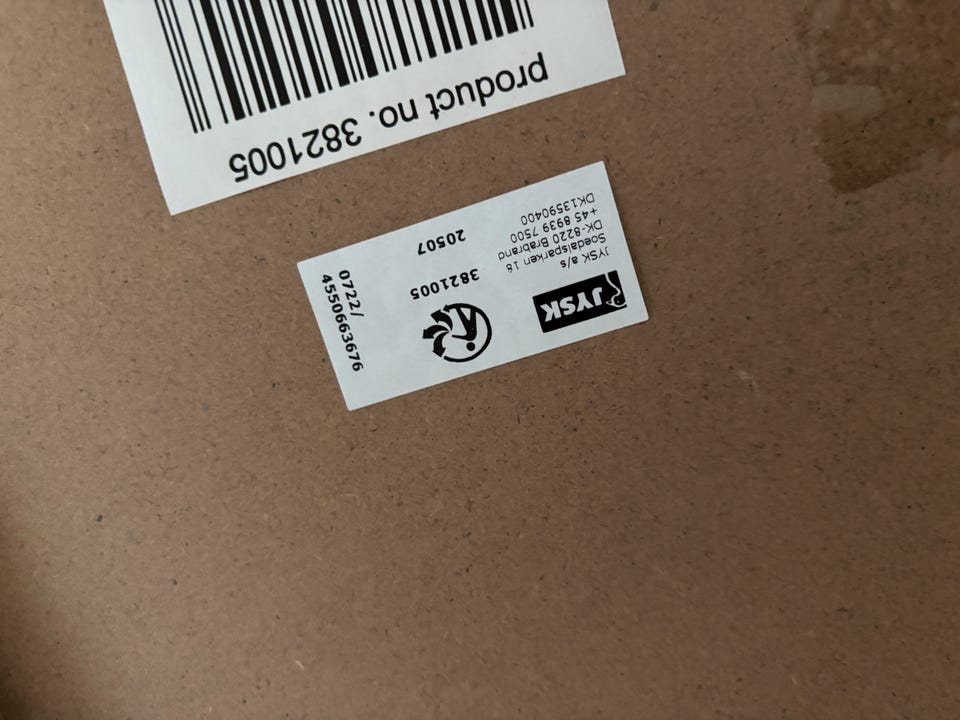 product no. 3821005
JYSK
JYSK a/s
Soedalsparken 18
DK-8220 Brabrand
+45 8939 7500
DK13590400
3821005
20507
0722/
4550663676